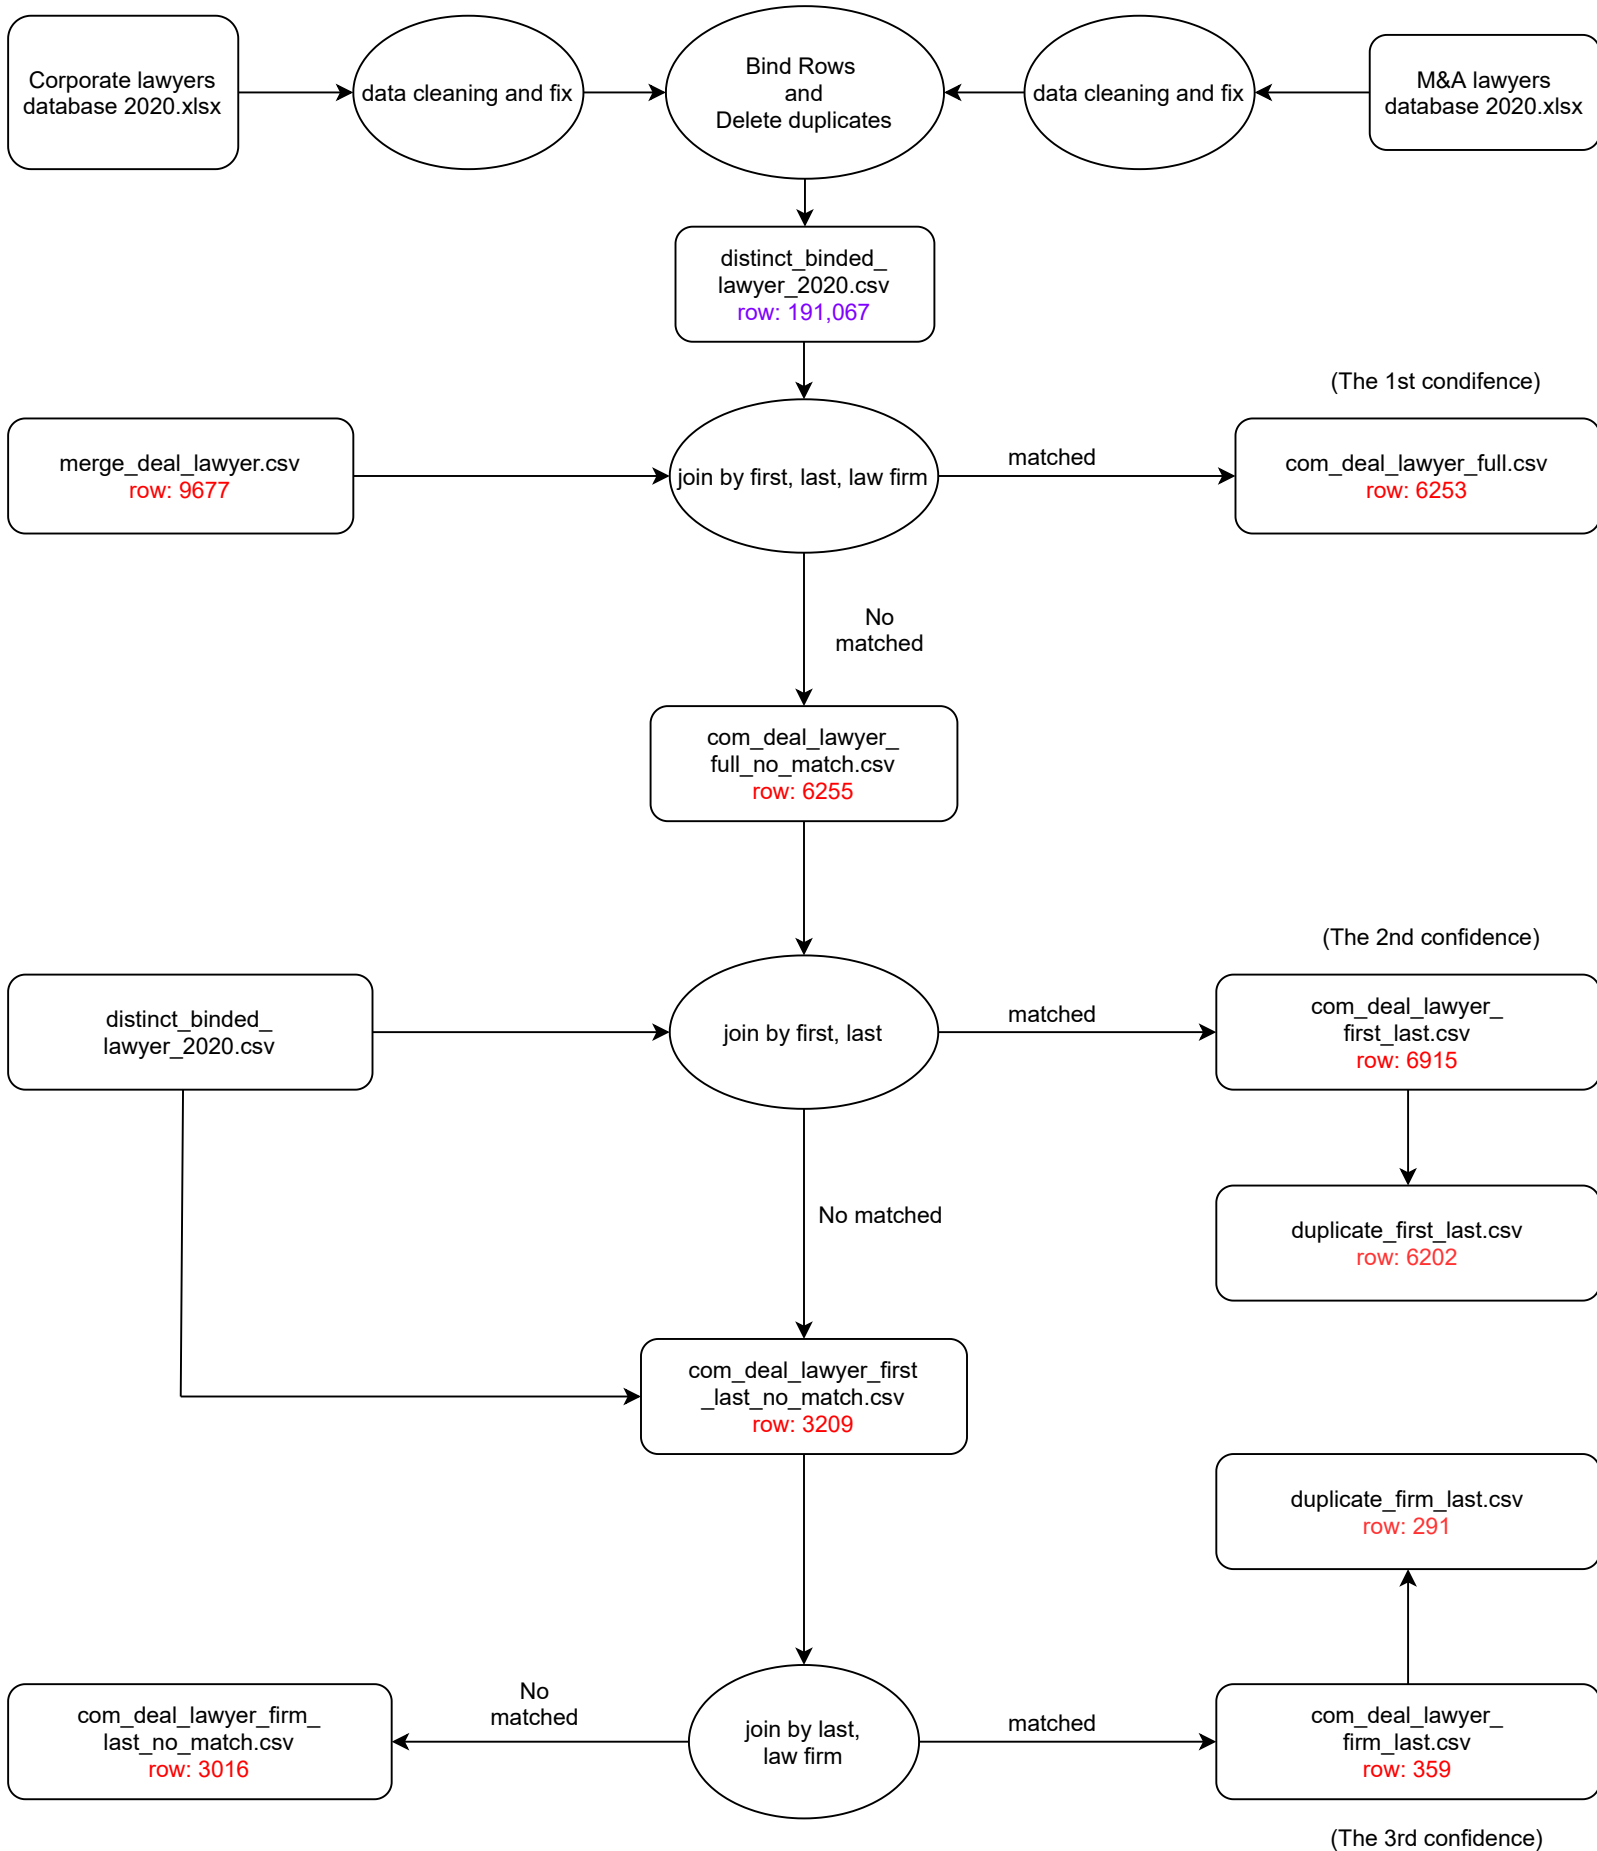 Corporate lawyers
database 2020.xlsx
data cleaning and fix
Bind Rows
and
Delete duplicates
data cleaning and fix
M&A lawyers
database 2020.xlsx
distinct_binded_
lawyer_2020.csv
row: 191,067
(The 1st condifence)
merge_deal_lawyer.csv
row: 9677
join by first, last, law firm
matched
com_deal_lawyer_full.csv
row: 6253
No
matched
com_deal_lawyer_
full_no_match.csv
row: 6255
(The 2nd confidence)
distinct_binded_
lawyer_2020.csv
join by first, last
matched
com_deal_lawyer_
first_last.csv
row: 6915
No matched
duplicate_first_last.csv
row: 6202
com_deal_lawyer_first
_last_no_match.csv
row: 3209
duplicate_firm_last.csv
row: 291
com_deal_lawyer_firm_
last_no_match.csv
row: 3016
No
matched
join by last,
law firm
matched
com_deal_lawyer_
firm_last.csv
row: 359
(The 3rd confidence)